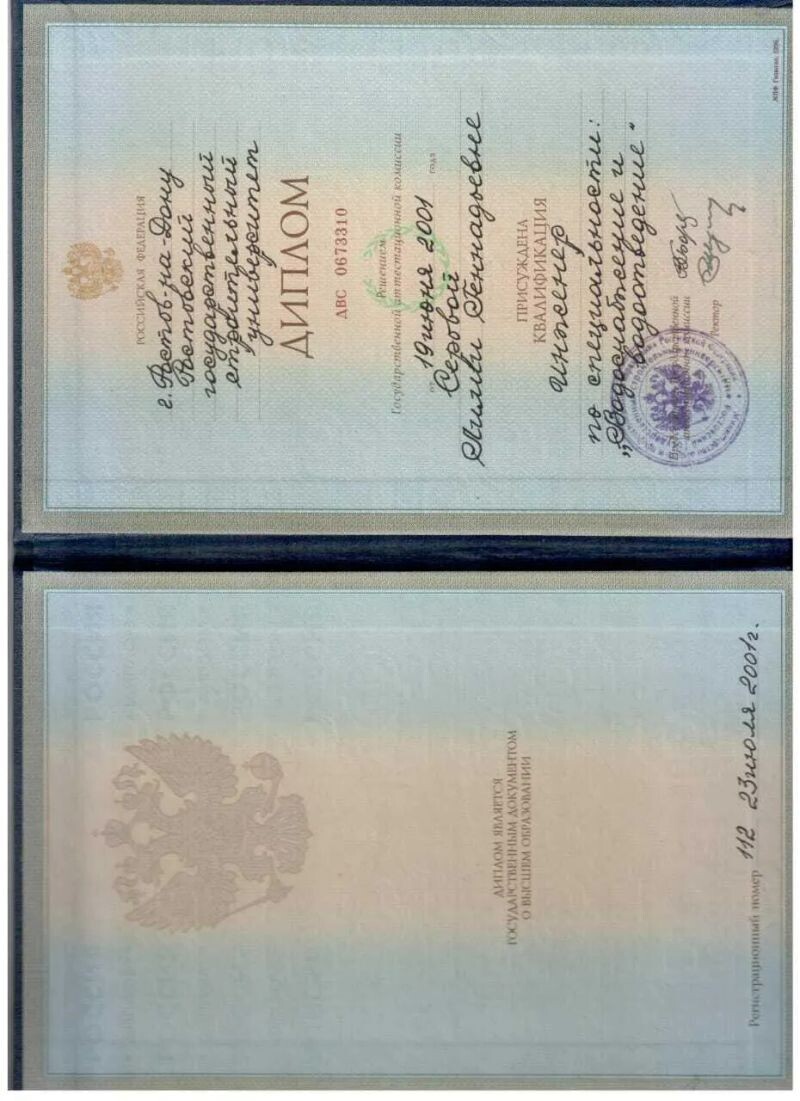 ДИПЛОМ ЯВЛЯЕТСЯ
ГОСУДАРСТВЕННЫМ ДОКУМЕНТОМ
О ВЫСШЕМ ОБРАЗОВАНИИ
Регистрационный номер 112 23 июля 2001г.
РОССИЙСКАЯ ФЕДЕРАЦИЯ
г. Ростов-на-Дону
Ростовский
государственный
строительный
университет
ДИПЛОМ
ДВС 0673310
Решением
Государственной аттестационной комиссии
от 19 июня 2001 года
Серовой
Лилии Геннадьевне
ПРИСУЖДЕНА
КВАЛИФИКАЦИЯ
Инженер
по специальности:
„Водоснабжение и
водоотведение“
Ректор